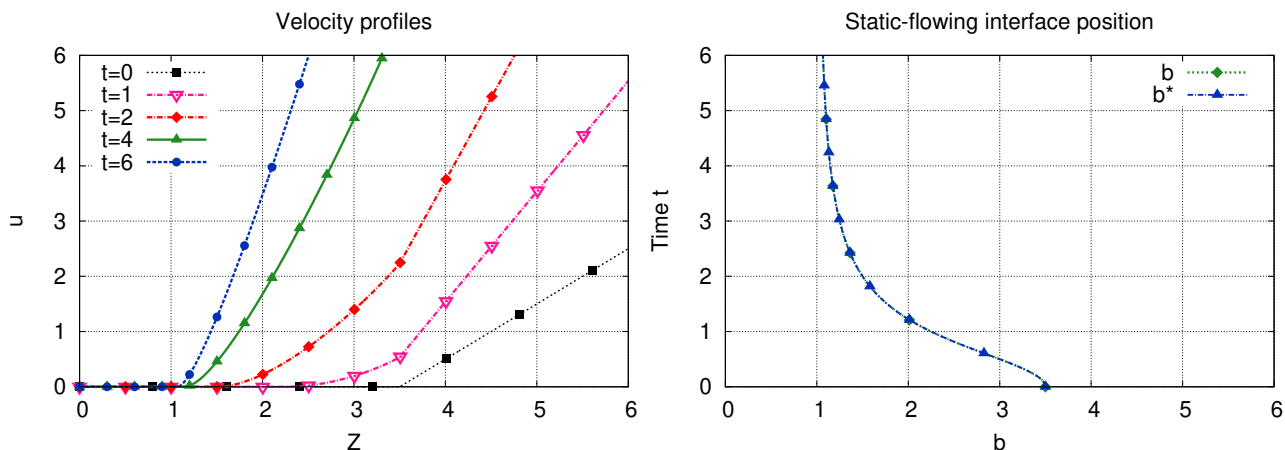 Velocity profiles
u
6
5
4
3
2
1
0
t=0
t=1
t=2
t=4
t=6
0 1 2 3 4 5 6
Z
Static-flowing interface position
Time t
6
5
4
3
2
1
0
b
b*
0 1 2 3 4 5 6
b